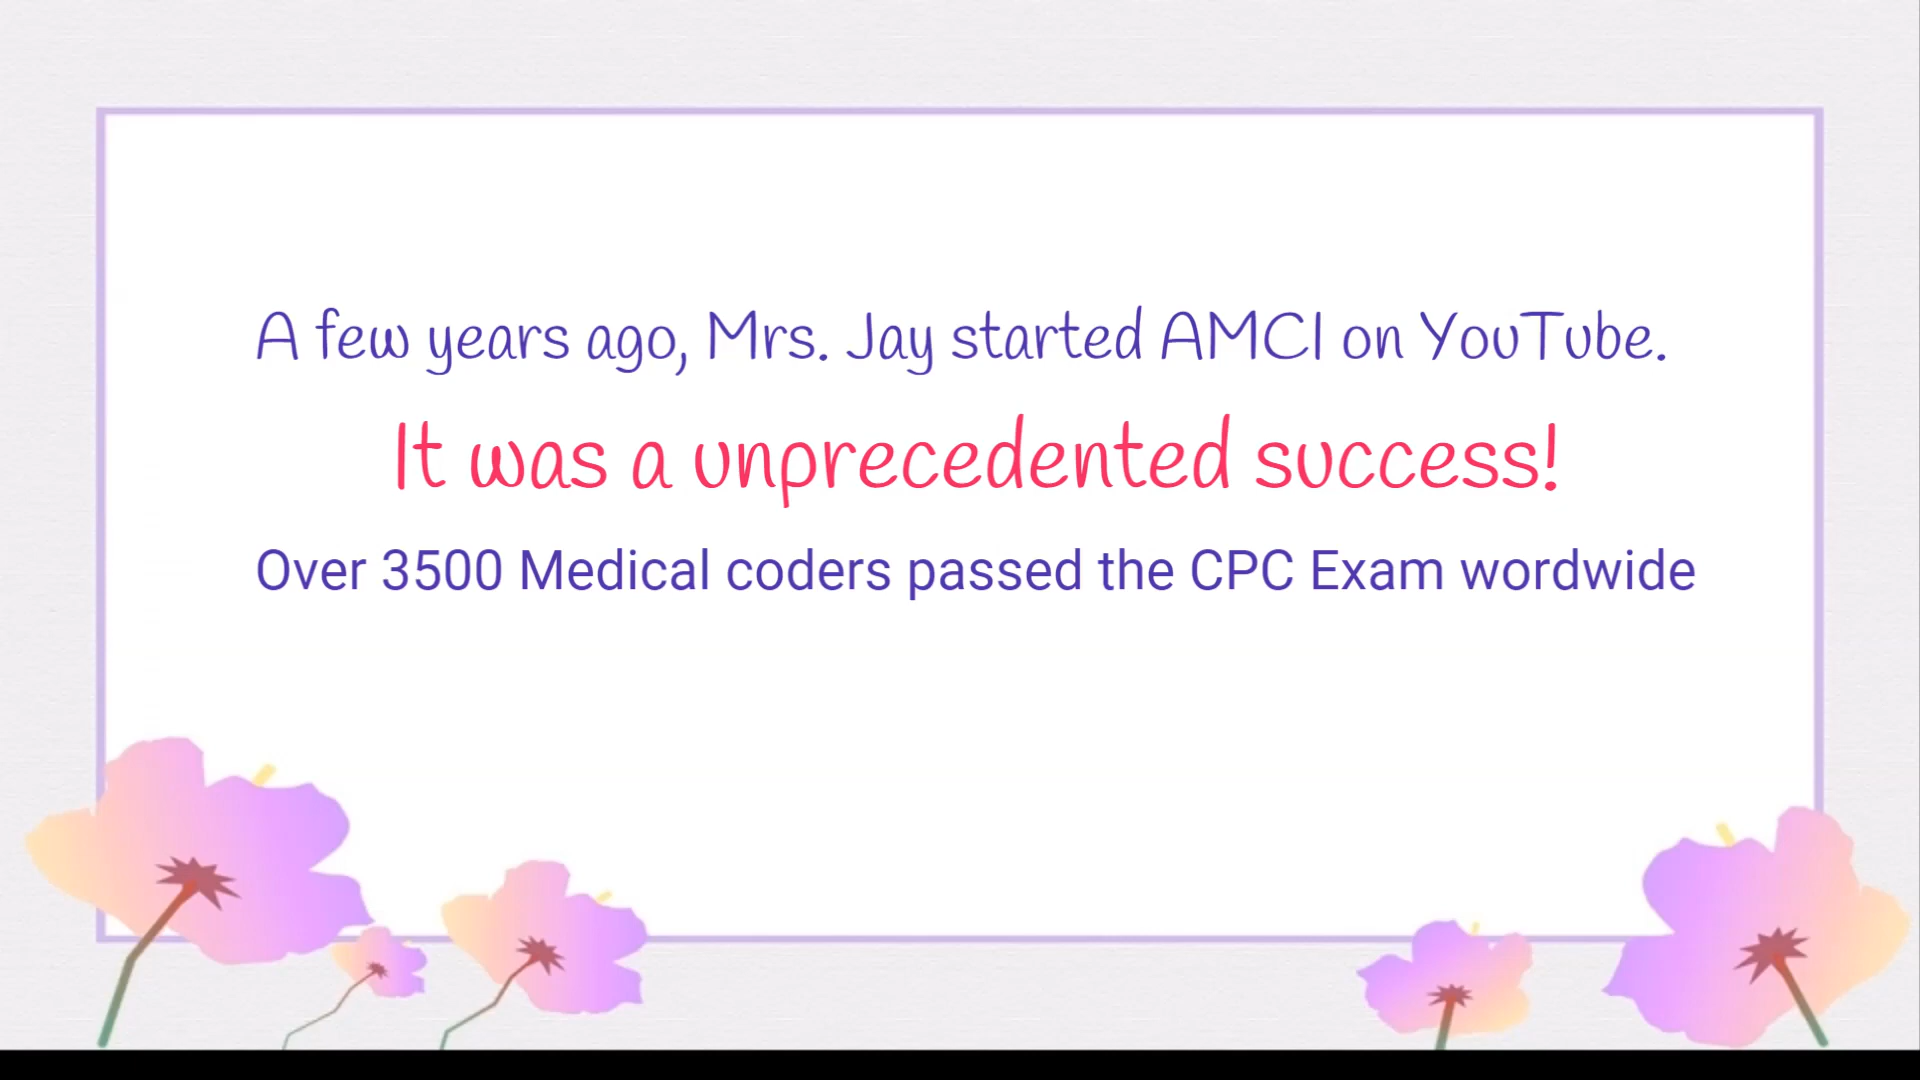 A few years ago, Mrs. Jay started AMCI on YouTube.
It was a unprecedented success!
Over 3500 Medical coders passed the CPC Exam wordwide